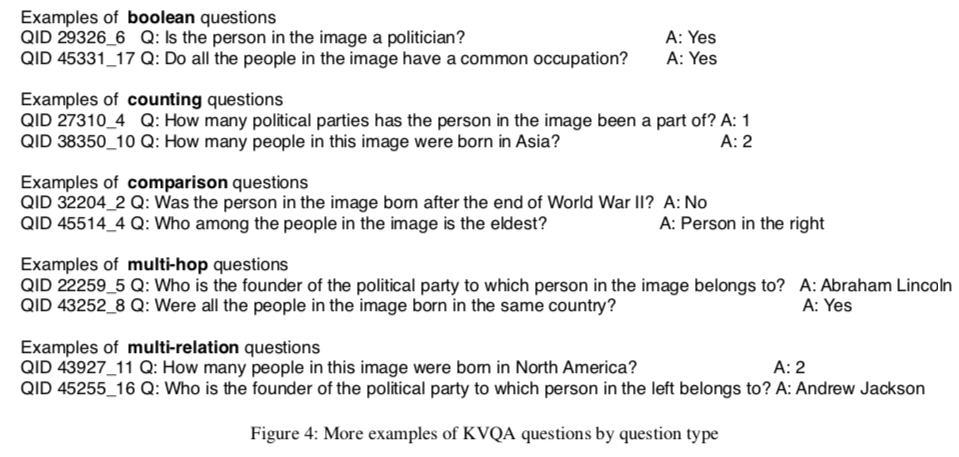 Examples of boolean questions
QID 29326_6 Q: Is the person in the image a politician? A: Yes
QID 45331_17 Q: Do all the people in the image have a common occupation? A: Yes
Examples of counting questions
QID 27310_4 Q: How many political parties has the person in the image been a part of? A: 1
QID 38350_10 Q: How many people in this image were born in Asia? A: 2
Examples of comparison questions
QID 32204_2 Q: Was the person in the image born after the end of World War II? A: No
QID 45514_4 Q: Who among the people in the image is the eldest? A: Person in the right
Examples of multi-hop questions
QID 22259_5 Q: Who is the founder of the political party to which person in the image belongs to? A: Abraham Lincoln
QID 43252_8 Q: Were all the people in the image born in the same country? A: Yes
Examples of multi-relation questions
QID 43927_11 Q: How many people in this image were born in North America? A: 2
QID 45255_16 Q: Who is the founder of the political party to which person in the left belongs to? A: Andrew Jackson
Figure 4: More examples of KVQA questions by question type